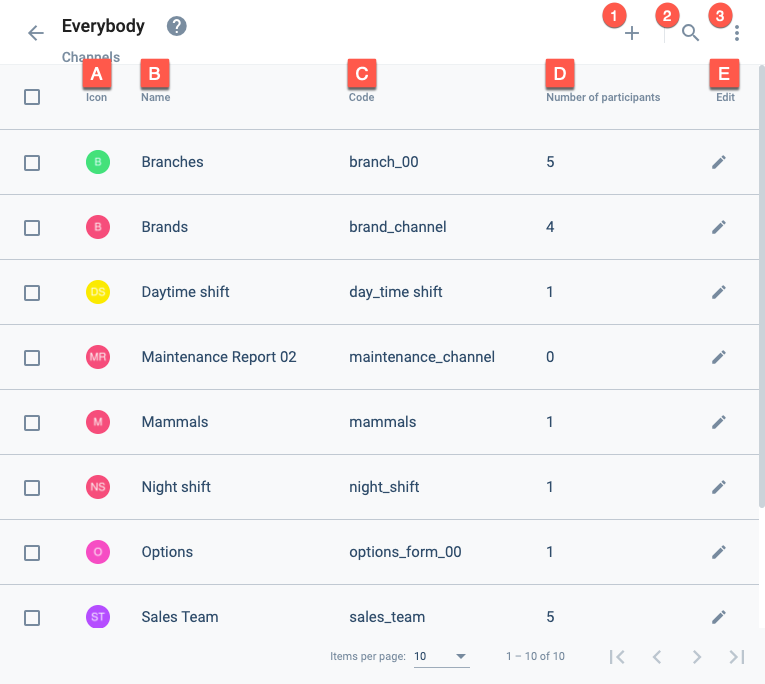 Everybody ?
1 2 3
Channels
A B C D E
Icon Name Code Number of participants Edit
B Branches branch_00 5
B Brands brand_channel 4
DS Daytime shift day_time shift 1
MR Maintenance Report 02 maintenance_channel 0
M Mammals mammals 1
NS Night shift night_shift 1
O Options options_form_00 1
ST Sales Team sales_team 5
Items per page: 10 1 – 10 of 10